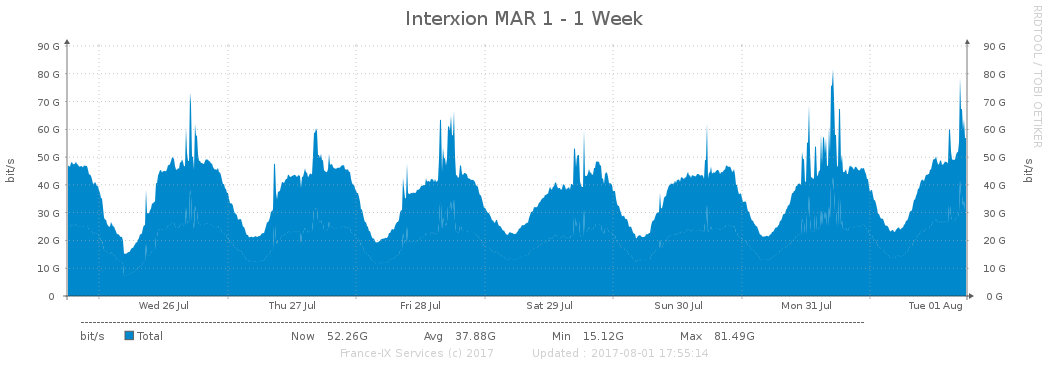 Interxion MAR 1 - 1 Week
RRDTOOL / TOBI OETIKER
90 G 90 G
80 G 80 G
70 G 70 G
60 G 60 G
50 G 50 G
40 G 40 G
30 G 30 G
20 G 20 G
10 G 10 G
0 0 G
bit/s
bit/s
Wed 26 Jul Thu 27 Jul Fri 28 Jul Sat 29 Jul Sun 30 Jul Mon 31 Jul Tue 01 Aug
bit/s Total Now 52.26G Avg 37.88G Min 15.12G Max 81.49G
France-IX Services (c) 2017 Updated : 2017-08-01 17:55:14